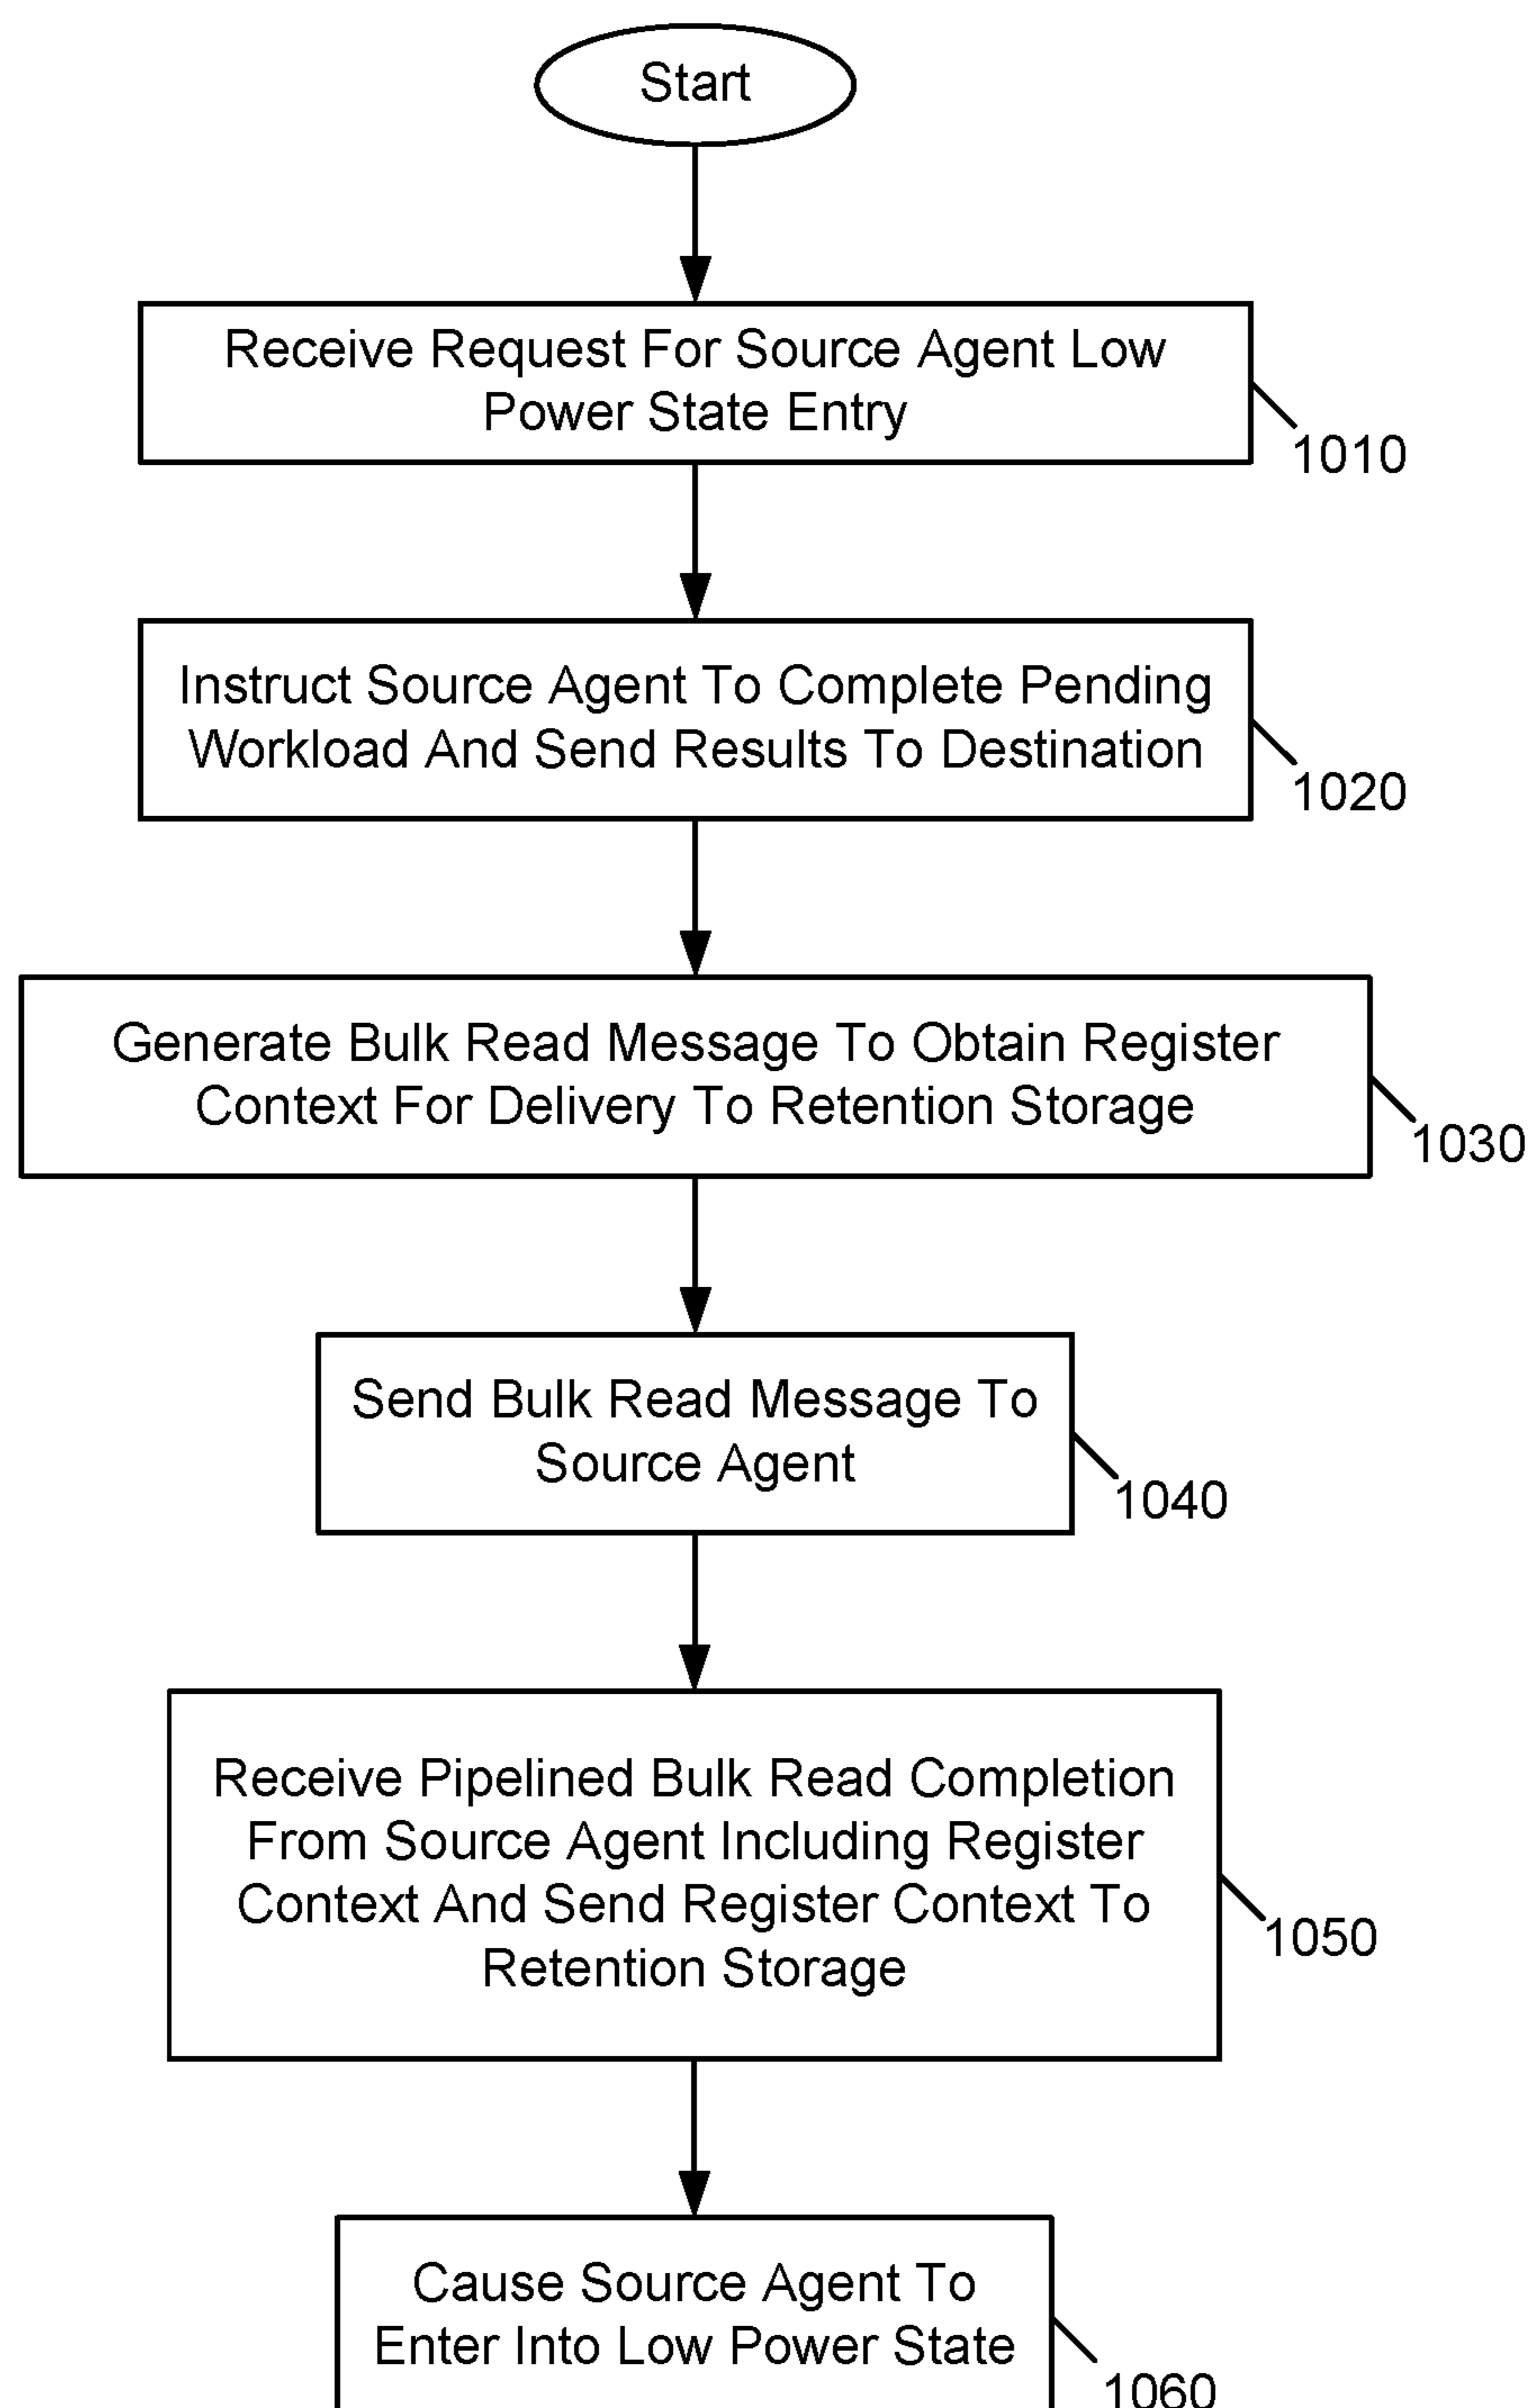 Start
Receive Request For Source Agent Low
Power State Entry
1010
Instruct Source Agent To Complete Pending
Workload And Send Results To Destination
1020
Generate Bulk Read Message To Obtain Register
Context For Delivery To Retention Storage
1030
Send Bulk Read Message To
Source Agent
1040
Receive Pipelined Bulk Read Completion
From Source Agent Including Register
Context And Send Register Context To
Retention Storage
1050
Cause Source Agent To
Enter Into Low Power State
1060